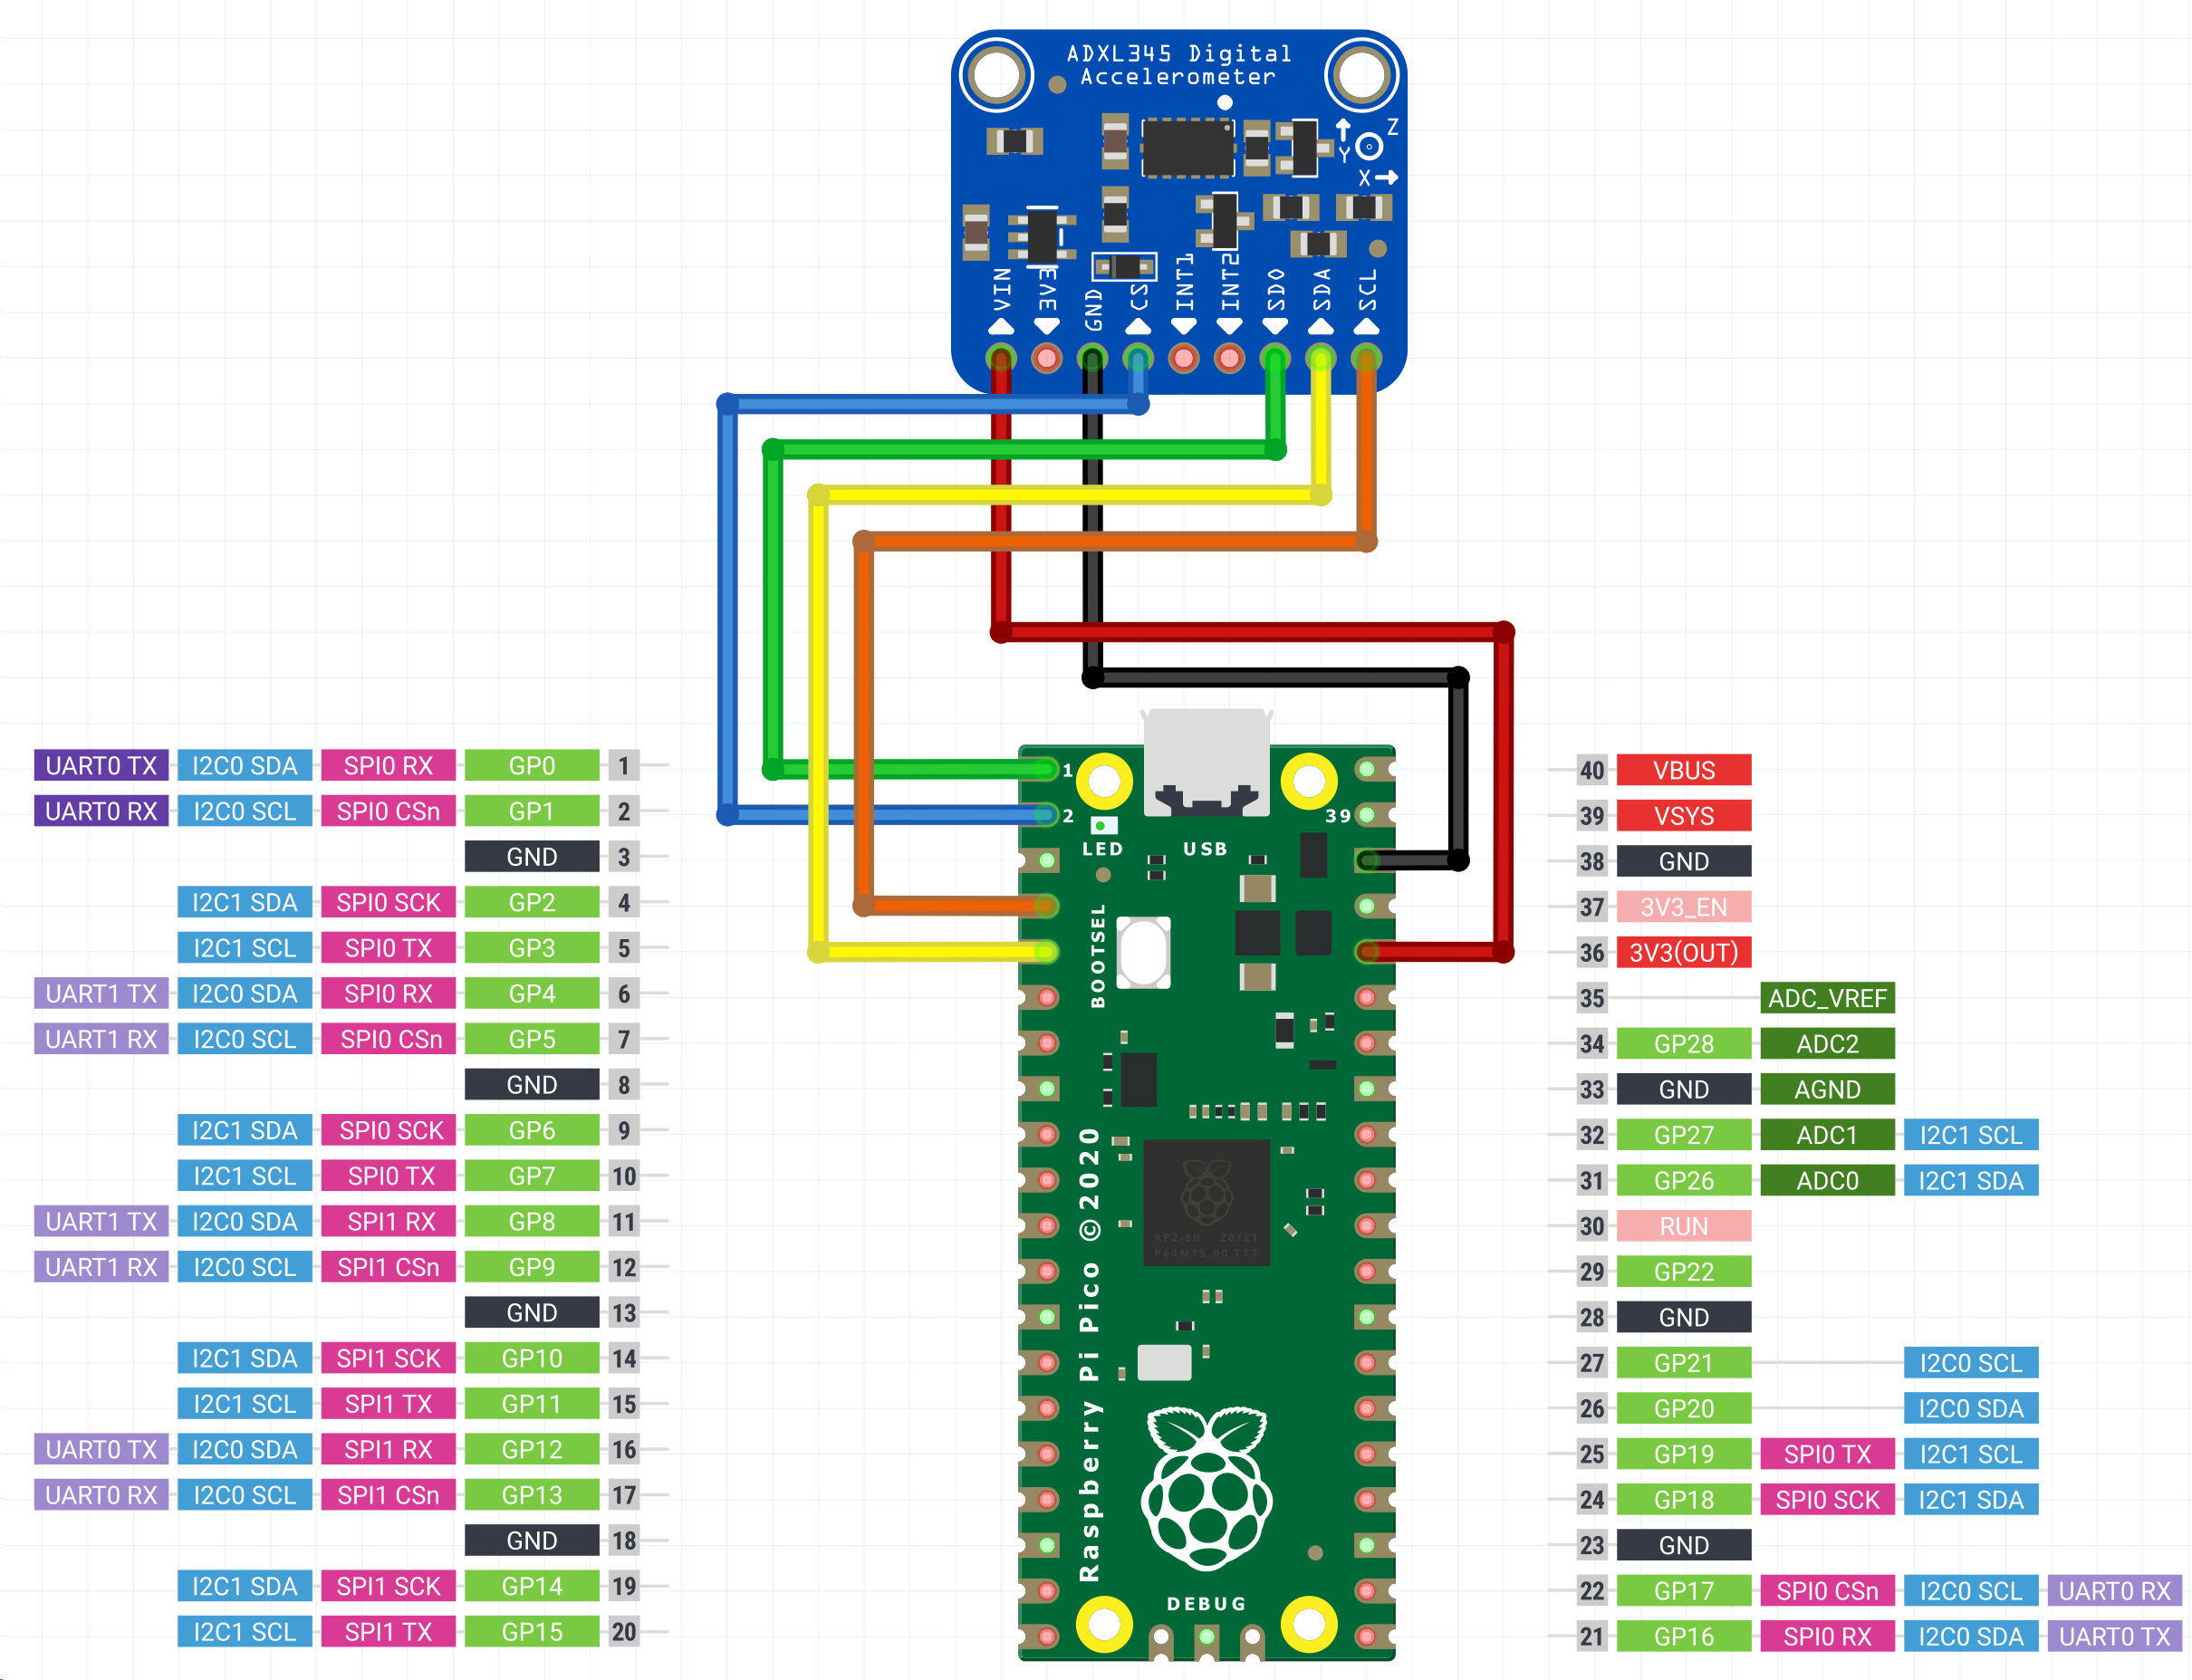 ADXL345 Digital
Accelerometer
Z
Y
X
VIN
3V3
GND
CS
INT1
INT2
SDO
SDA
SCL
UART0 TX I2C0 SDA SPI0 RX GP0 1
UART0 RX I2C0 SCL SPI0 CSn GP1 2
GND 3
I2C1 SDA SPI0 SCK GP2 4
I2C1 SCL SPI0 TX GP3 5
UART1 TX I2C0 SDA SPI0 RX GP4 6
UART1 RX I2C0 SCL SPI0 CSn GP5 7
GND 8
I2C1 SDA SPI0 SCK GP6 9
I2C1 SCL SPI0 TX GP7 10
UART1 TX I2C0 SDA SPI1 RX GP8 11
UART1 RX I2C0 SCL SPI1 CSn GP9 12
GND 13
I2C1 SDA SPI1 SCK GP10 14
I2C1 SCL SPI1 TX GP11 15
UART0 TX I2C0 SDA SPI1 RX GP12 16
UART0 RX I2C0 SCL SPI1 CSn GP13 17
GND 18
I2C1 SDA SPI1 SCK GP14 19
I2C1 SCL SPI1 TX GP15 20
1
2
39
LED
USB
BOOTSEL
Raspberry Pi Pico ©2020
RP2-80 20/21
P64M15.00 TTT
DEBUG
40 VBUS
39 VSYS
38 GND
37 3V3_EN
36 3V3(OUT)
35 ADC_VREF
34 GP28 ADC2
33 GND AGND
32 GP27 ADC1 I2C1 SCL
31 GP26 ADC0 I2C1 SDA
30 RUN
29 GP22
28 GND
27 GP21 I2C0 SCL
26 GP20 I2C0 SDA
25 GP19 SPI0 TX I2C1 SCL
24 GP18 SPI0 SCK I2C1 SDA
23 GND
22 GP17 SPI0 CSn I2C0 SCL UART0 RX
21 GP16 SPI0 RX I2C0 SDA UART0 TX